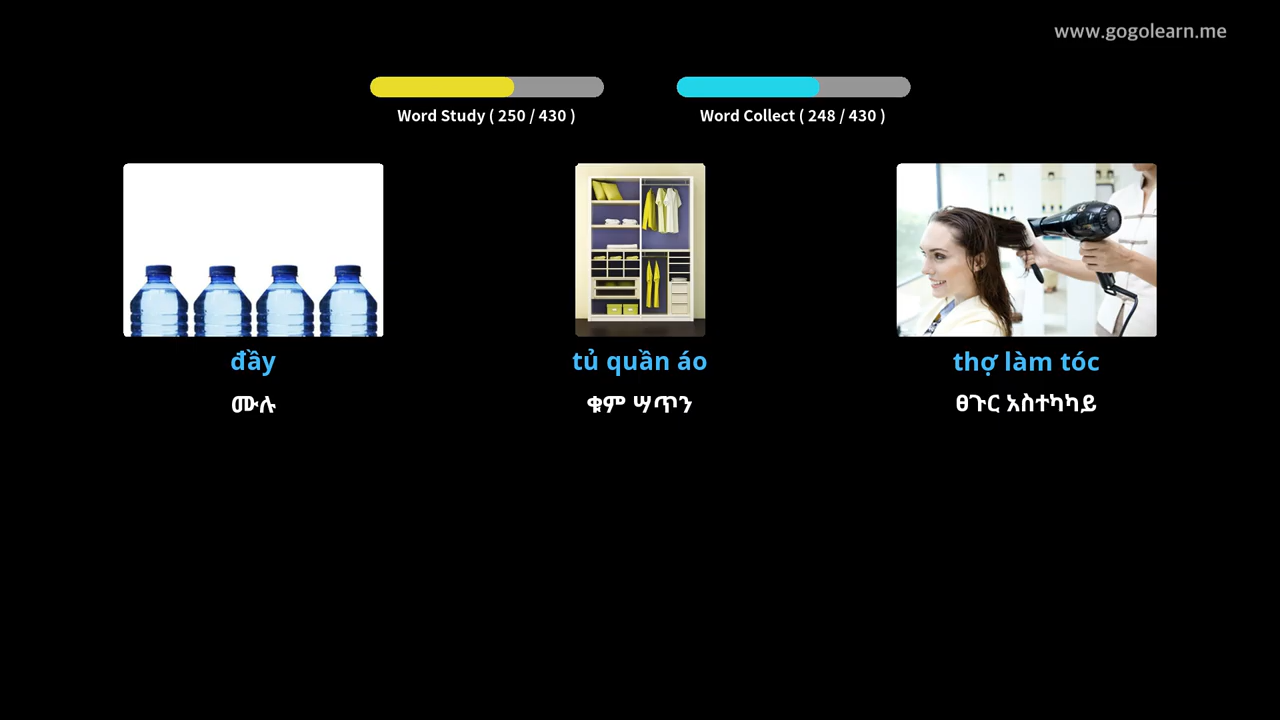 www.gogolearn.me
Word Study ( 250 / 430 )
Word Collect ( 248 / 430 )
đầy
tủ quần áo
thợ làm tóc
ሙሉ
ቁም ሣጥን
ፀጉር አስተካካይ